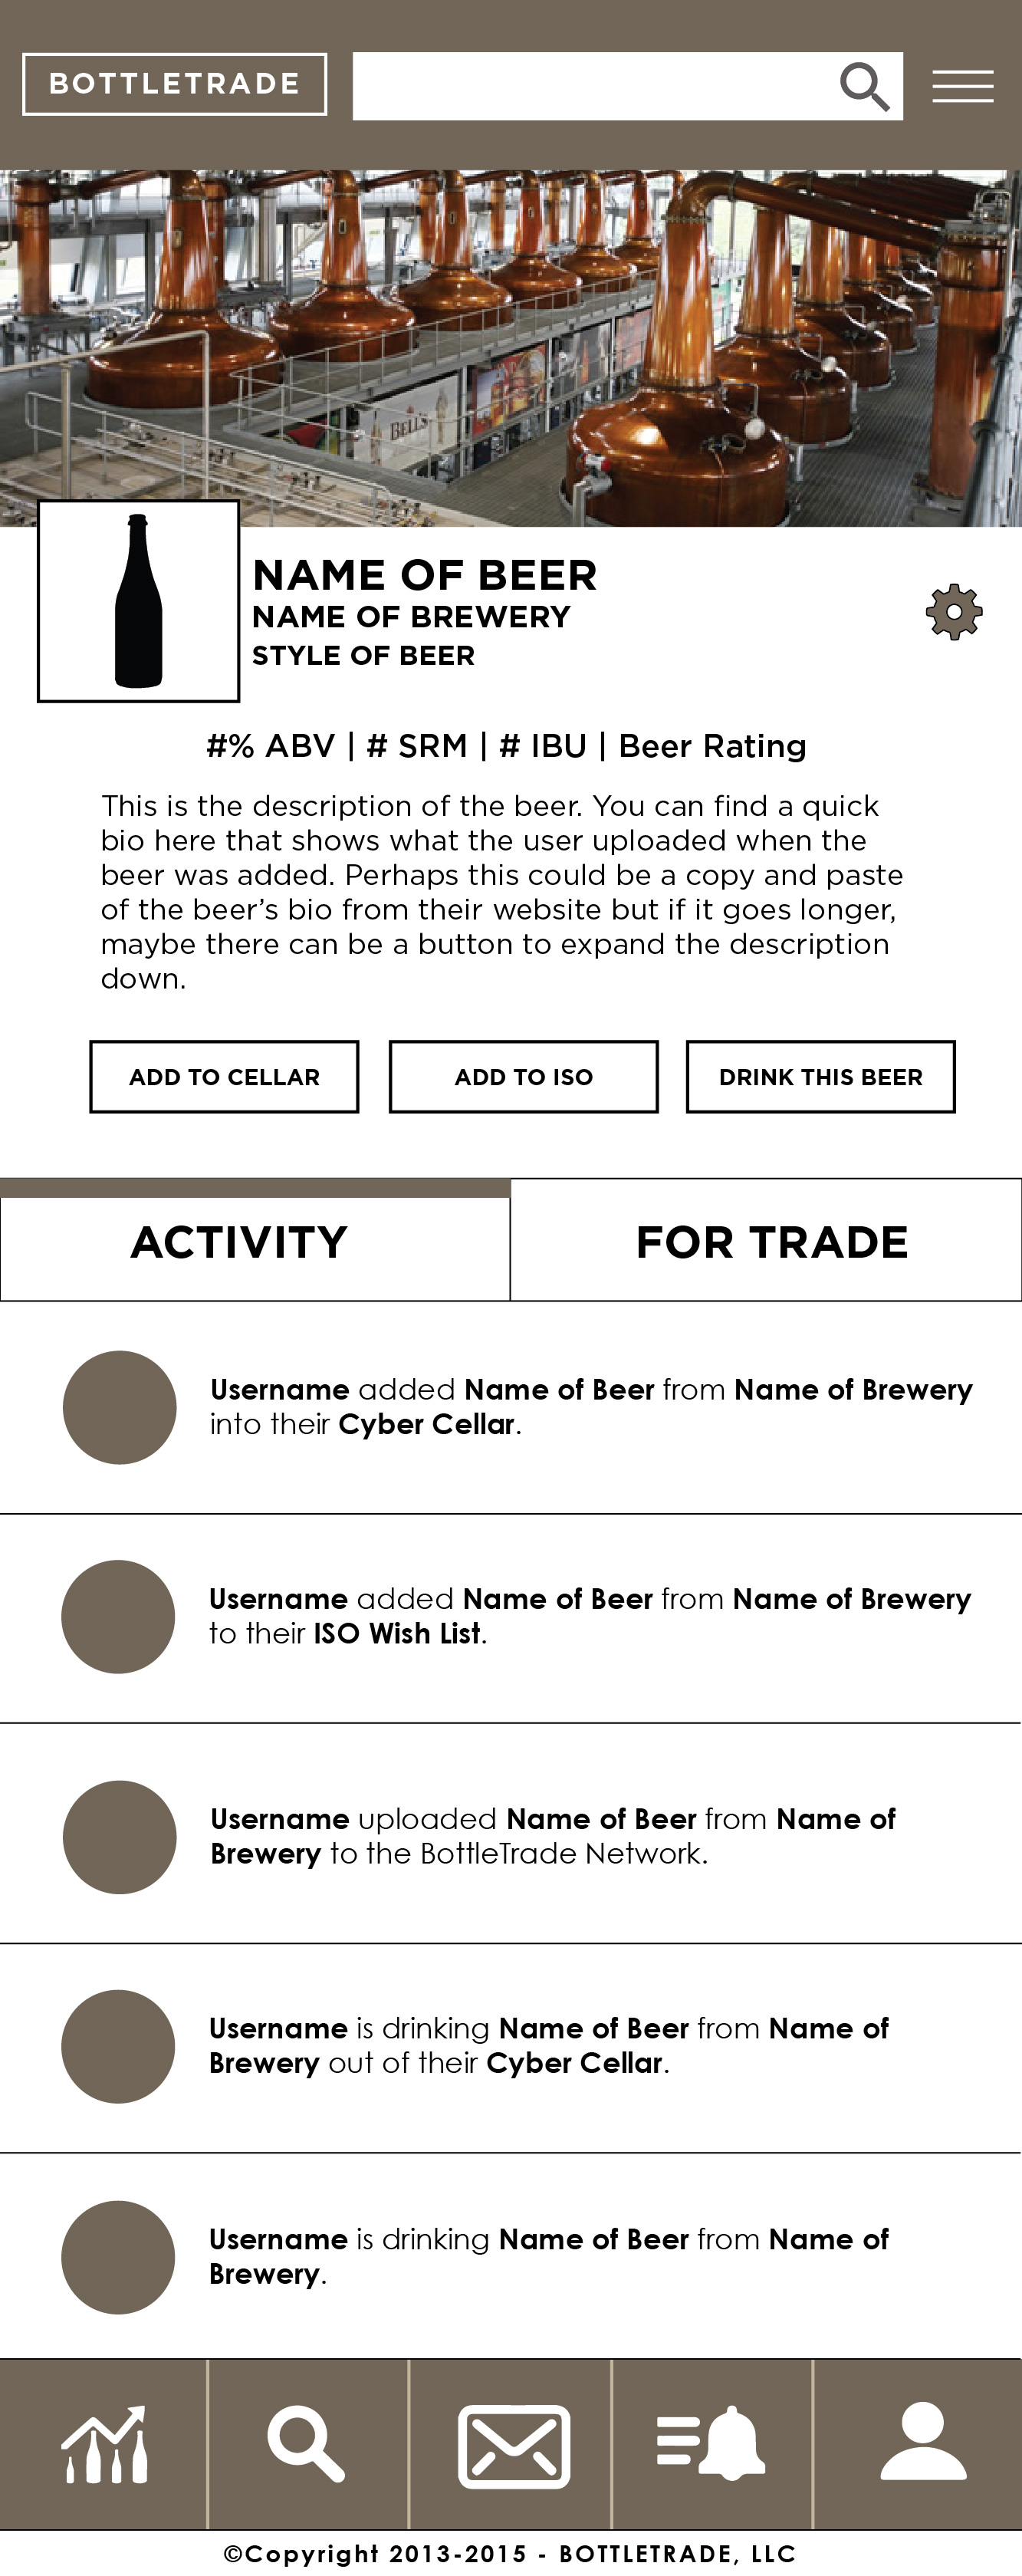 BOTTLETRADE
BELL'S
NAME OF BEER
NAME OF BREWERY
STYLE OF BEER
#% ABV | # SRM | # IBU | Beer Rating
This is the description of the beer. You can find a quick
bio here that shows what the user uploaded when the
beer was added. Perhaps this could be a copy and paste
of the beer’s bio from their website but if it goes longer,
maybe there can be a button to expand the description
down.
ADD TO CELLAR
ADD TO ISO
DRINK THIS BEER
ACTIVITY
FOR TRADE
Username added Name of Beer from Name of Brewery
into their Cyber Cellar.
Username added Name of Beer from Name of Brewery
to their ISO Wish List.
Username uploaded Name of Beer from Name of
Brewery to the BottleTrade Network.
Username is drinking Name of Beer from Name of
Brewery out of their Cyber Cellar.
Username is drinking Name of Beer from Name of
Brewery.
©Copyright 2013-2015 - BOTTLETRADE, LLC